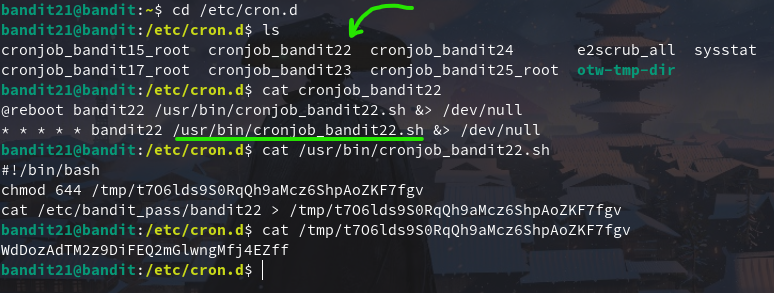 bandit21@bandit:~$ cd /etc/cron.d
bandit21@bandit:/etc/cron.d$ ls
cronjob_bandit15_root cronjob_bandit22 cronjob_bandit24 e2scrub_all sysstat
cronjob_bandit17_root cronjob_bandit23 cronjob_bandit25_root otw-tmp-dir
bandit21@bandit:/etc/cron.d$ cat cronjob_bandit22
@reboot bandit22 /usr/bin/cronjob_bandit22.sh &> /dev/null
* * * * * bandit22 /usr/bin/cronjob_bandit22.sh &> /dev/null
bandit21@bandit:/etc/cron.d$ cat /usr/bin/cronjob_bandit22.sh
#!/bin/bash
chmod 644 /tmp/t7O6lds9S0RqQh9aMcz6ShpAoZKF7fgv
cat /etc/bandit_pass/bandit22 > /tmp/t7O6lds9S0RqQh9aMcz6ShpAoZKF7fgv
bandit21@bandit:/etc/cron.d$ cat /tmp/t7O6lds9S0RqQh9aMcz6ShpAoZKF7fgv
WdDozAdTM2z9DiFEQ2mGlwngMfj4EZff
bandit21@bandit:/etc/cron.d$